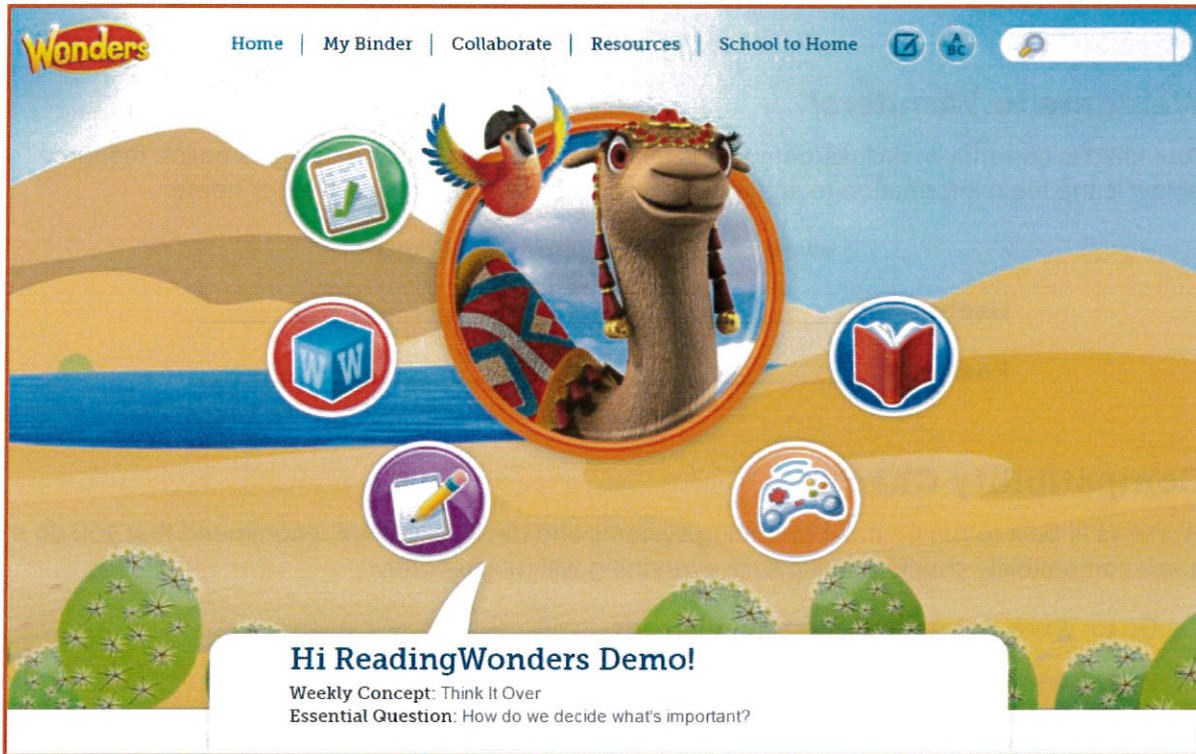 Wonders
Home | My Binder | Collaborate | Resources | School to Home
A
BC
W W
Hi ReadingWonders Demo!
Weekly Concept: Think It Over
Essential Question: How do we decide what's important?